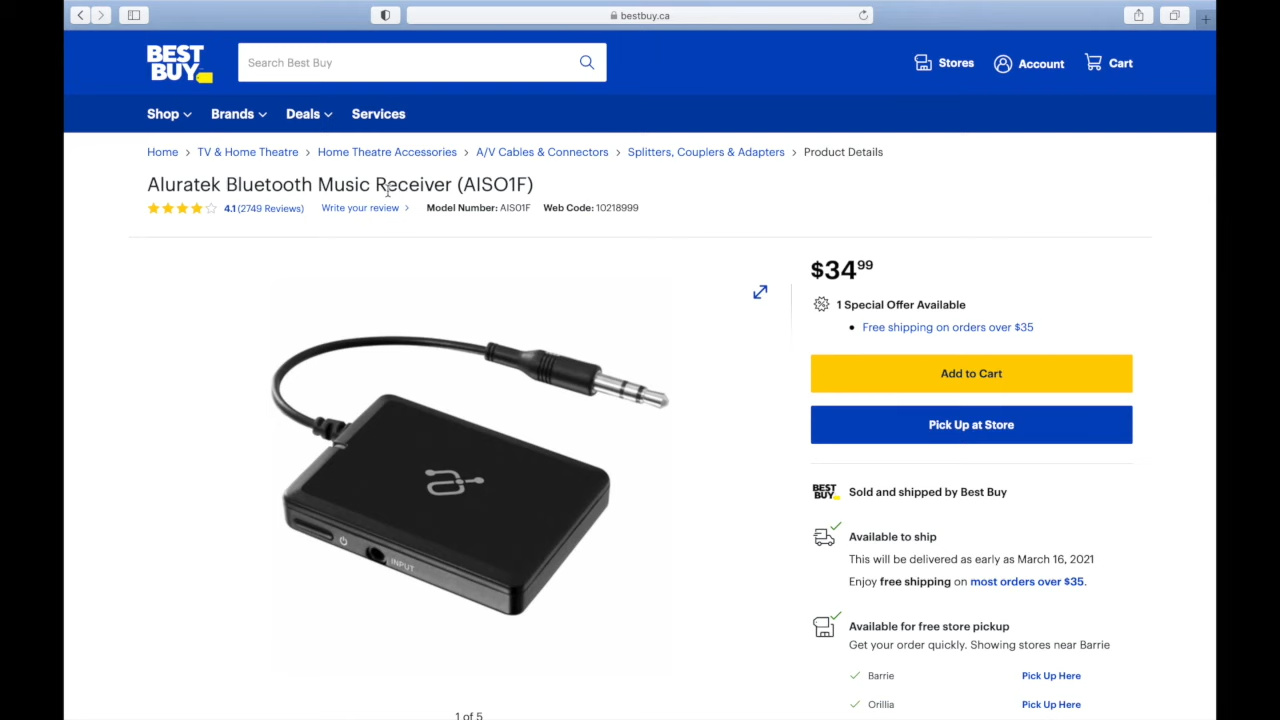 bestbuy.ca
BEST
BUY
Search Best Buy
Stores
Account
Cart
Shop
Brands
Deals
Services
Home > TV & Home Theatre > Home Theatre Accessories > A/V Cables & Connectors > Splitters, Couplers & Adapters > Product Details
Aluratek Bluetooth Music Receiver (AIS01F)
4.1 (2749 Reviews) Write your review > Model Number: AIS01F Web Code: 10218999
$34.99
1 Special Offer Available
• Free shipping on orders over $35
Add to Cart
Pick Up at Store
INPUT
BEST
BUY
Sold and shipped by Best Buy
Available to ship
This will be delivered as early as March 16, 2021
Enjoy free shipping on most orders over $35.
Available for free store pickup
Get your order quickly. Showing stores near Barrie
Barrie Pick Up Here
Orillia Pick Up Here
1 of 5